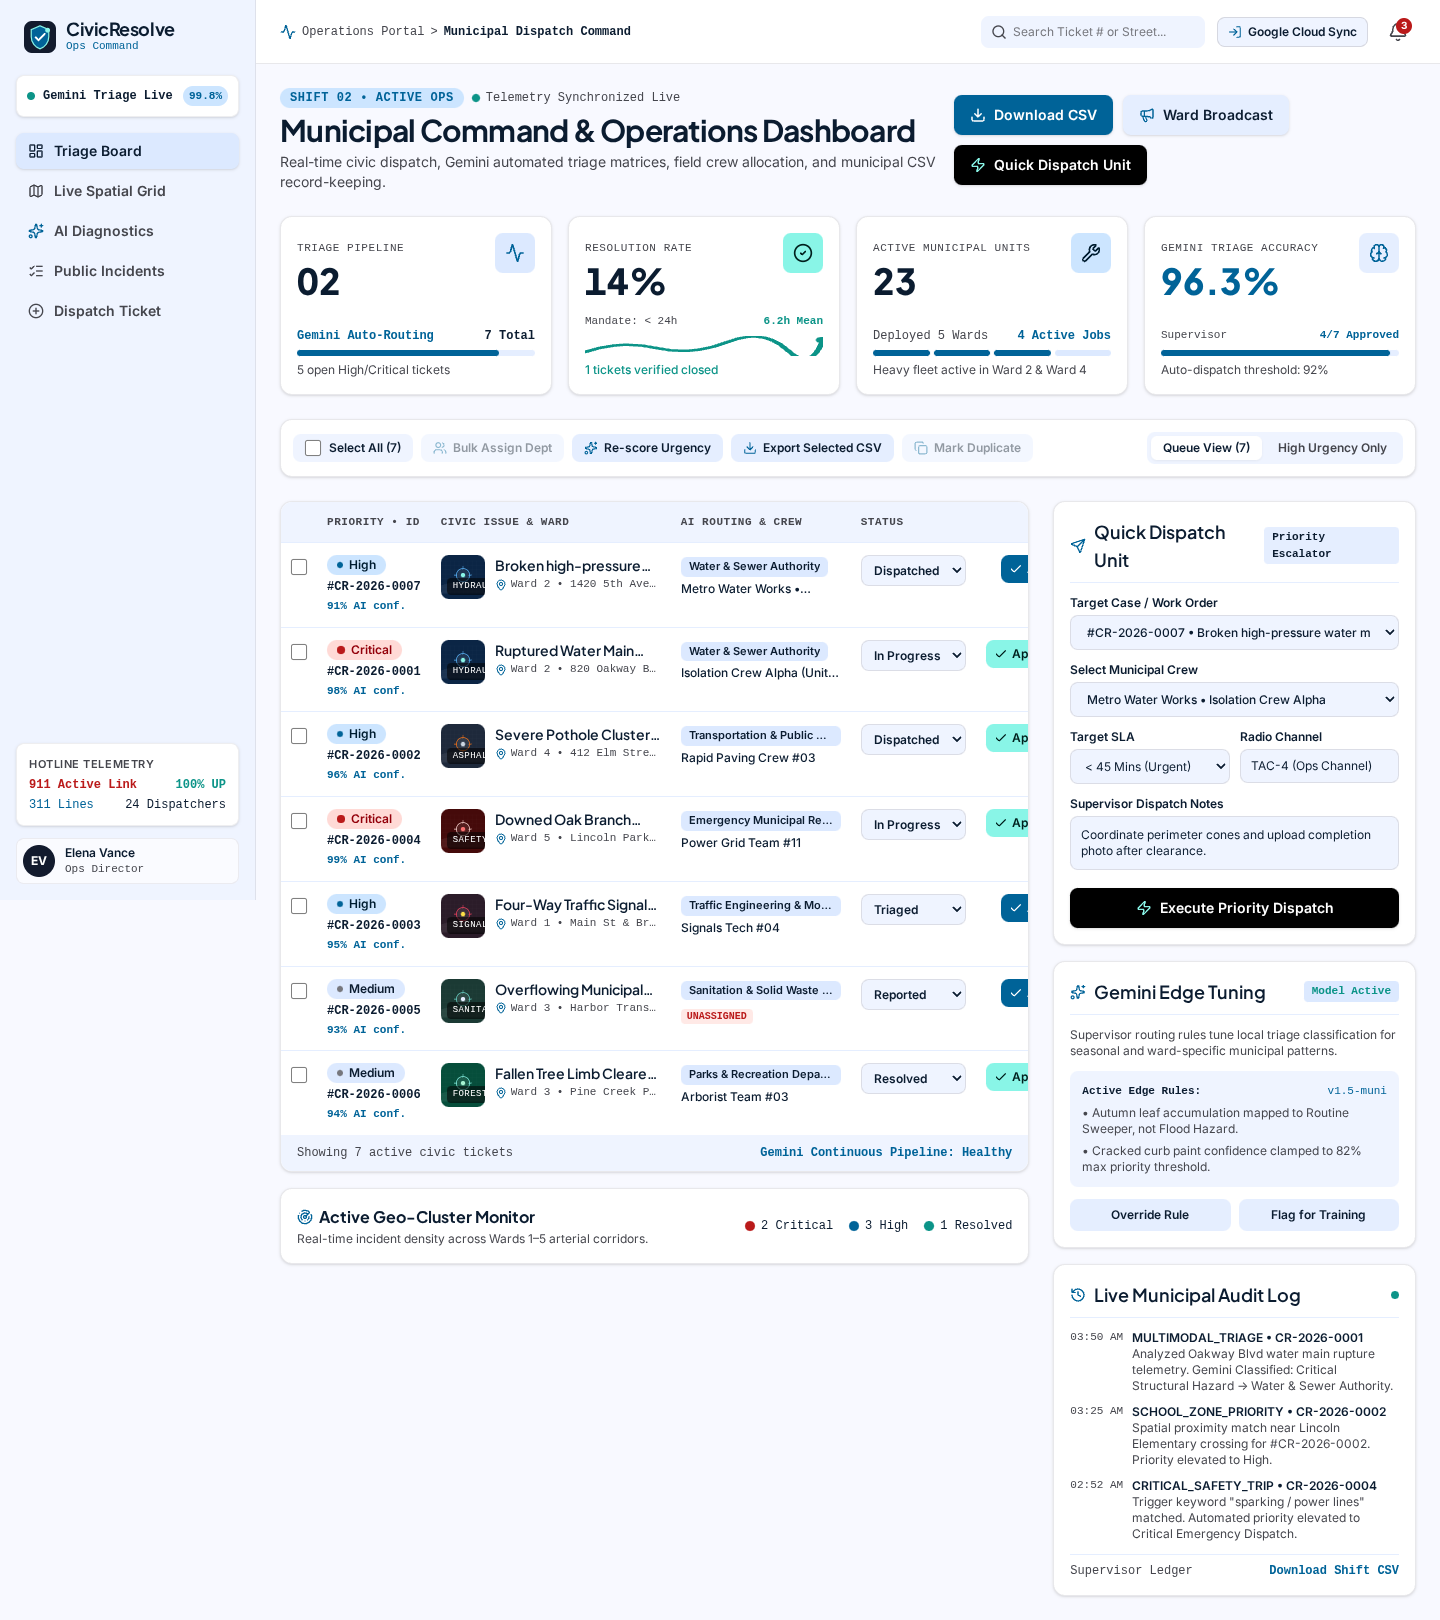 CivicResolve
Ops Command
Gemini Triage Live 99.8%
Triage Board
Live Spatial Grid
AI Diagnostics
Public Incidents
Dispatch Ticket
HOTLINE TELEMETRY
911 Active Link 100% UP
311 Lines 24 Dispatchers
EV
Elena Vance
Ops Director
Operations Portal > Municipal Dispatch Command
Search Ticket # or Street...
Google Cloud Sync
3
SHIFT 02 • ACTIVE OPS
Telemetry Synchronized Live
Municipal Command & Operations Dashboard
Real-time civic dispatch, Gemini automated triage matrices, field crew allocation, and municipal CSV
record-keeping.
Download CSV
Ward Broadcast
Quick Dispatch Unit
TRIAGE PIPELINE
02
Gemini Auto-Routing 7 Total
5 open High/Critical tickets
RESOLUTION RATE
14%
Mandate: < 24h 6.2h Mean
1 tickets verified closed
ACTIVE MUNICIPAL UNITS
23
Deployed 5 Wards 4 Active Jobs
Heavy fleet active in Ward 2 & Ward 4
GEMINI TRIAGE ACCURACY
96.3%
Supervisor 4/7 Approved
Auto-dispatch threshold: 92%
Select All (7)
Bulk Assign Dept
Re-score Urgency
Export Selected CSV
Mark Duplicate
Queue View (7)
High Urgency Only
PRIORITY • ID CIVIC ISSUE & WARD AI ROUTING & CREW STATUS
High
#CR-2026-0007
91% AI conf.
HYDRAU
Broken high-pressure...
Ward 2 • 1420 5th Ave...
Water & Sewer Authority
Metro Water Works •...
Dispatched
Critical
#CR-2026-0001
98% AI conf.
HYDRAU
Ruptured Water Main...
Ward 2 • 820 Oakway B...
Water & Sewer Authority
Isolation Crew Alpha (Unit...
In Progress
Ap
High
#CR-2026-0002
96% AI conf.
ASPHAL
Severe Pothole Cluster...
Ward 4 • 412 Elm Stre...
Transportation & Public ...
Rapid Paving Crew #03
Dispatched
Ap
Critical
#CR-2026-0004
99% AI conf.
SAFETY
Downed Oak Branch...
Ward 5 • Lincoln Park...
Emergency Municipal Re...
Power Grid Team #11
In Progress
Ap
High
#CR-2026-0003
95% AI conf.
SIGNAL
Four-Way Traffic Signal...
Ward 1 • Main St & Br...
Traffic Engineering & Mo...
Signals Tech #04
Triaged
Medium
#CR-2026-0005
93% AI conf.
SANITA
Overflowing Municipal...
Ward 3 • Harbor Trans...
Sanitation & Solid Waste ...
UNASSIGNED
Reported
Medium
#CR-2026-0006
94% AI conf.
FOREST
Fallen Tree Limb Cleare...
Ward 3 • Pine Creek P...
Parks & Recreation Depa...
Arborist Team #03
Resolved
Ap
Showing 7 active civic tickets Gemini Continuous Pipeline: Healthy
Active Geo-Cluster Monitor
Real-time incident density across Wards 1–5 arterial corridors.
2 Critical 3 High 1 Resolved
Quick Dispatch
Unit
Priority
Escalator
Target Case / Work Order
#CR-2026-0007 • Broken high-pressure water m
Select Municipal Crew
Metro Water Works • Isolation Crew Alpha
Target SLA Radio Channel
< 45 Mins (Urgent) TAC-4 (Ops Channel)
Supervisor Dispatch Notes
Coordinate perimeter cones and upload completion
photo after clearance.
Execute Priority Dispatch
Gemini Edge Tuning Model Active
Supervisor routing rules tune local triage classification for
seasonal and ward-specific municipal patterns.
Active Edge Rules: v1.5-muni
• Autumn leaf accumulation mapped to Routine
Sweeper, not Flood Hazard.
• Cracked curb paint confidence clamped to 82%
max priority threshold.
Override Rule Flag for Training
Live Municipal Audit Log
03:50 AM MULTIMODAL_TRIAGE • CR-2026-0001
Analyzed Oakway Blvd water main rupture
telemetry. Gemini Classified: Critical
Structural Hazard → Water & Sewer Authority.
03:25 AM SCHOOL_ZONE_PRIORITY • CR-2026-0002
Spatial proximity match near Lincoln
Elementary crossing for #CR-2026-0002.
Priority elevated to High.
02:52 AM CRITICAL_SAFETY_TRIP • CR-2026-0004
Trigger keyword "sparking / power lines"
matched. Automated priority elevated to
Critical Emergency Dispatch.
Supervisor Ledger Download Shift CSV